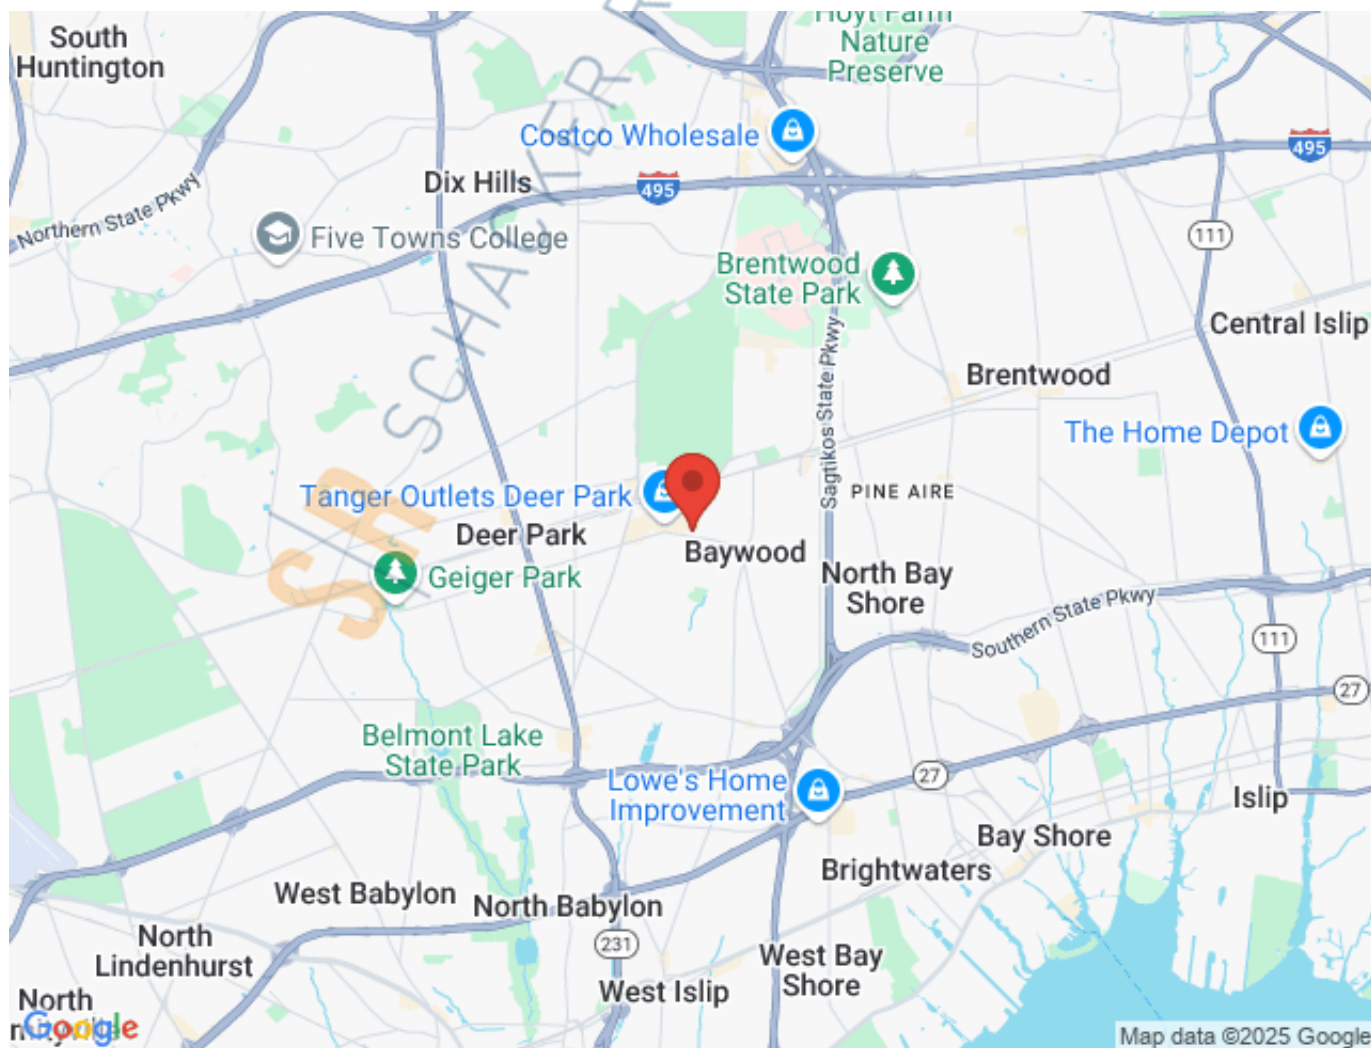 Hoyt Farm
Nature
Preserve
South
Huntington
Costco Wholesale
495
495
Dix Hills
Northern State Pkwy
Five Towns College
111
Brentwood
State Park
Central Islip
Sagtikos State Pkwy
Brentwood
The Home Depot
SCHACKER
SH
Tanger Outlets Deer Park
PINE AIRE
Deer Park
Baywood
Geiger Park
North Bay
Shore
Southern State Pkwy
111
27
Belmont Lake
State Park
Lowe's Home
Improvement
27
Islip
Bay Shore
Brightwaters
West Babylon
North Babylon
North
Lindenhurst
231
West Bay
Shore
West Islip
North
Google
Map data ©2025 Google